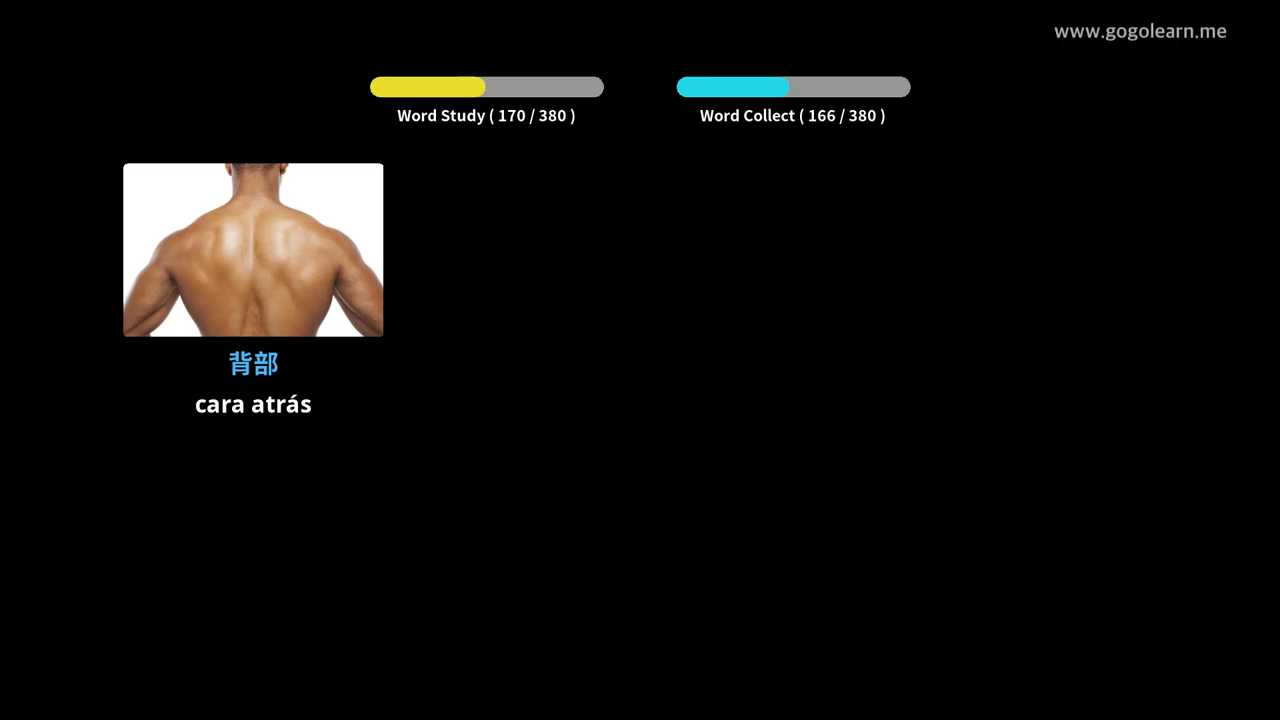 www.gogolearn.me
Word Study ( 170 / 380 )
Word Collect ( 166 / 380 )
背部
cara atrás